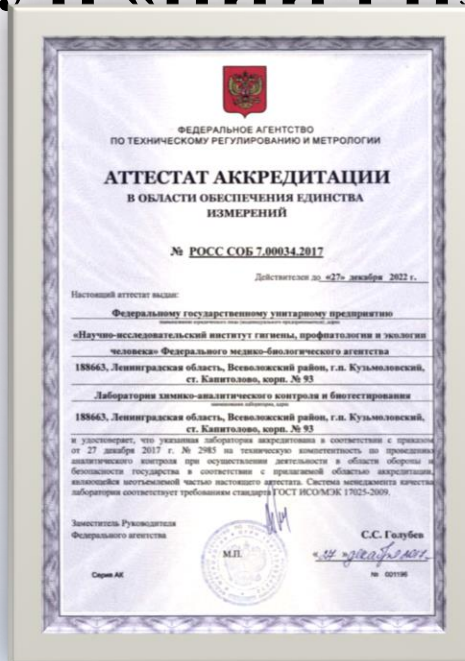 ФЕДЕРАЛЬНОЕ АГЕНТСТВО
ПО ТЕХНИЧЕСКОМУ РЕГУЛИРОВАНИЮ И МЕТРОЛОГИИ
АТТЕСТАТ АККРЕДИТАЦИИ
В ОБЛАСТИ ОБЕСПЕЧЕНИЯ ЕДИНСТВА
ИЗМЕРЕНИЙ
№ РОСС СОБ 7.00034.2017
Действителен до «27» декабря 2022 г.
Настоящий аттестат выдан:
Федеральному государственному унитарному предприятию
«Научно-исследовательский институт гигиены, профпатологии и экологии
человека» Федерального медико-биологического агентства
188663, Ленинградская область, Всеволожский район, г.п. Кузьмоловский,
ст. Капитолово, корп. № 93
Лаборатория химико-аналитического контроля и биотестирования
188663, Ленинградская область, Всеволожский район, г.п. Кузьмоловский,
ст. Капитолово, корп. № 93
и удостоверяет, что указанная лаборатория аккредитована в соответствии с приказом
от 27 декабря 2017 г. № 2985 на техническую компетентность по проведению
аналитического контроля при осуществлении деятельности в области обороны и
безопасности государства в соответствии с прилагаемой областью аккредитации,
являющейся неотъемлемой частью настоящего аттестата. Система менеджмента качества
лаборатории соответствует требованиям стандарта ГОСТ ИСО/МЭК 17025-2009.
Заместитель Руководителя
Федерального агентства
С.С. Голубев
М.П.
«27» декабря 2017
Серия АК
№ 001196